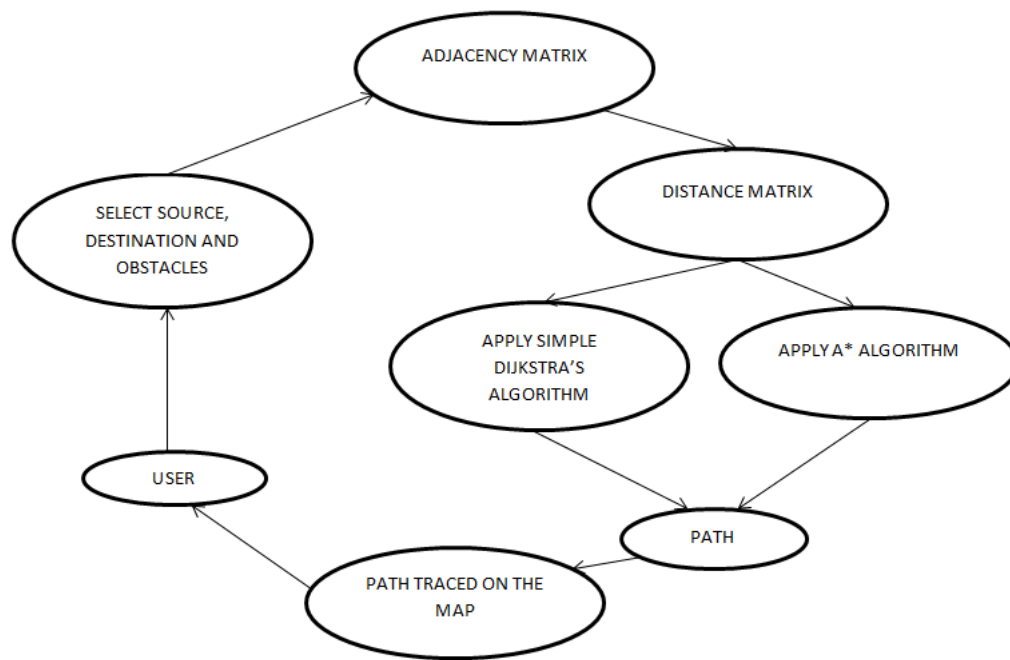 ADJACENCY MATRIX
DISTANCE MATRIX
SELECT SOURCE,
DESTINATION AND
OBSTACLES
APPLY SIMPLE
DIJKSTRA’S
ALGORITHM
APPLY A* ALGORITHM
USER
PATH
PATH TRACED ON THE
MAP